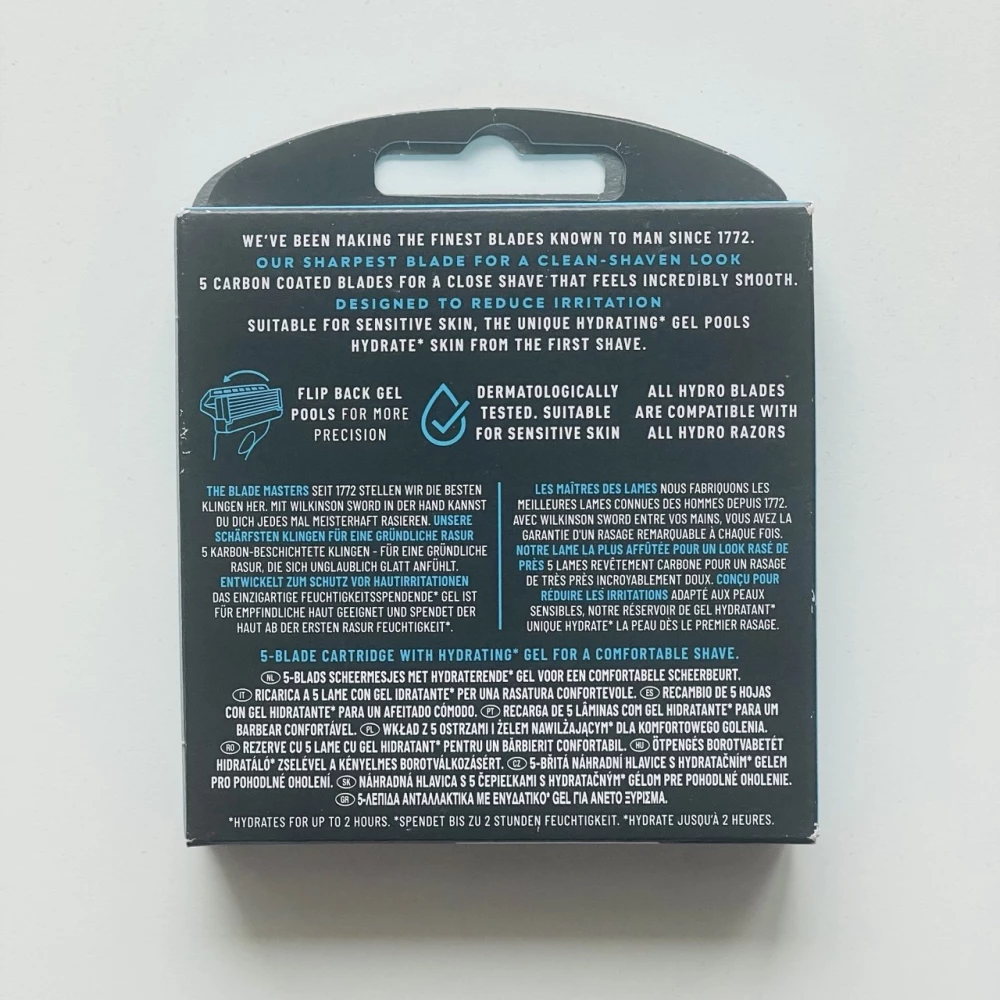 WE'VE BEEN MAKING THE FINEST BLADES KNOWN TO MAN SINCE 1772.
OUR SHARPEST BLADE FOR A CLEAN-SHAVEN LOOK
5 CARBON COATED BLADES FOR A CLOSE SHAVE THAT FEELS INCREDIBLY SMOOTH.
DESIGNED TO REDUCE IRRITATION
SUITABLE FOR SENSITIVE SKIN, THE UNIQUE HYDRATING* GEL POOLS
HYDRATE* SKIN FROM THE FIRST SHAVE.
FLIP BACK GEL
POOLS FOR MORE
PRECISION
DERMATOLOGICALLY
TESTED. SUITABLE
FOR SENSITIVE SKIN
ALL HYDRO BLADES
ARE COMPATIBLE WITH
ALL HYDRO RAZORS
THE BLADE MASTERS SEIT 1772 STELLEN WIR DIE BESTEN
KLINGEN HER. MIT WILKINSON SWORD IN DER HAND KANNST
DU DICH JEDES MAL MEISTERHAFT RASIEREN. UNSERE
SCHÄRFSTEN KLINGEN FÜR EINE GRÜNDLICHE RASUR
5 KARBON-BESCHICHTETE KLINGEN - FÜR EINE GRÜNDLICHE
RASUR, DIE SICH UNGLAUBLICH GLATT ANFÜHLT.
ENTWICKELT ZUM SCHUTZ VOR HAUTIRRITATIONEN
DAS EINZIGARTIGE FEUCHTIGKEITSSPENDENDE* GEL IST
FÜR EMPFINDLICHE HAUT GEEIGNET UND SPENDET DER
HAUT AB DER ERSTEN RASUR FEUCHTIGKEIT*.
LES MAÎTRES DES LAMES NOUS FABRIQUONS LES
MEILLEURES LAMES CONNUES DES HOMMES DEPUIS 1772.
AVEC WILKINSON SWORD ENTRE VOS MAINS, VOUS AVEZ LA
GARANTIE D'UN RASAGE REMARQUABLE À CHAQUE FOIS.
NOTRE LAME LA PLUS AFFÛTÉE POUR UN LOOK RASÉ DE
PRÈS 5 LAMES REVÊTEMENT CARBONE POUR UN RASAGE
DE TRÈS PRÈS INCROYABLEMENT DOUX. CONÇU POUR
RÉDUIRE LES IRRITATIONS ADAPTÉ AUX PEAUX
SENSIBLES, NOTRE RÉSERVOIR DE GEL HYDRATANT*
UNIQUE HYDRATE* LA PEAU DÈS LE PREMIER RASAGE.
5-BLADE CARTRIDGE WITH HYDRATING* GEL FOR A COMFORTABLE SHAVE.
NL 5-BLADS SCHEERMESJES MET HYDRATERENDE* GEL VOOR EEN COMFORTABELE SCHEERBEURT.
IT RICARICA A 5 LAME CON GEL IDRATANTE* PER UNA RASATURA CONFORTEVOLE. ES RECAMBIO DE 5 HOJAS
CON GEL HIDRATANTE* PARA UN AFEITADO CÓMODO. PT RECARGA DE 5 LÂMINAS COM GEL HIDRATANTE* PARA UM
BARBEAR CONFORTÁVEL. PL WKŁAD Z 5 OSTRZAMI I ŻELEM NAWILŻAJĄCYM* DLA KOMFORTOWEGO GOLENIA.
RO REZERVE CU 5 LAME CU GEL HIDRATANT* PENTRU UN BĂRBIERIT CONFORTABIL. HU ÖTPENGÉS BOROTVABETÉT
HIDRATÁLÓ* ZSELÉVEL A KÉNYELMES BOROTVÁLKOZÁSÉRT. CZ 5-BŘITÁ NÁHRADNÍ HLAVICE S HYDRATAČNÍM* GELEM
PRO POHODLNÉ OHOLENÍ. SK NÁHRADNÁ HLAVICA S 5 ČEPIEĽKAMI S HYDRATAČNÝM* GÉLOM PRE POHODLNÉ OHOLENIE.
GR 5-ΛΕΠΙΔΑ ΑΝΤΑΛΛΑΚΤΙΚΑ ΜΕ ΕΝΥΔΑΤΙΚΟ* GEL ΓΙΑ ΑΝΕΤΟ ΞΥΡΙΣΜΑ.
*HYDRATES FOR UP TO 2 HOURS. *SPENDET BIS ZU 2 STUNDEN FEUCHTIGKEIT. *HYDRATE JUSQU'À 2 HEURES.